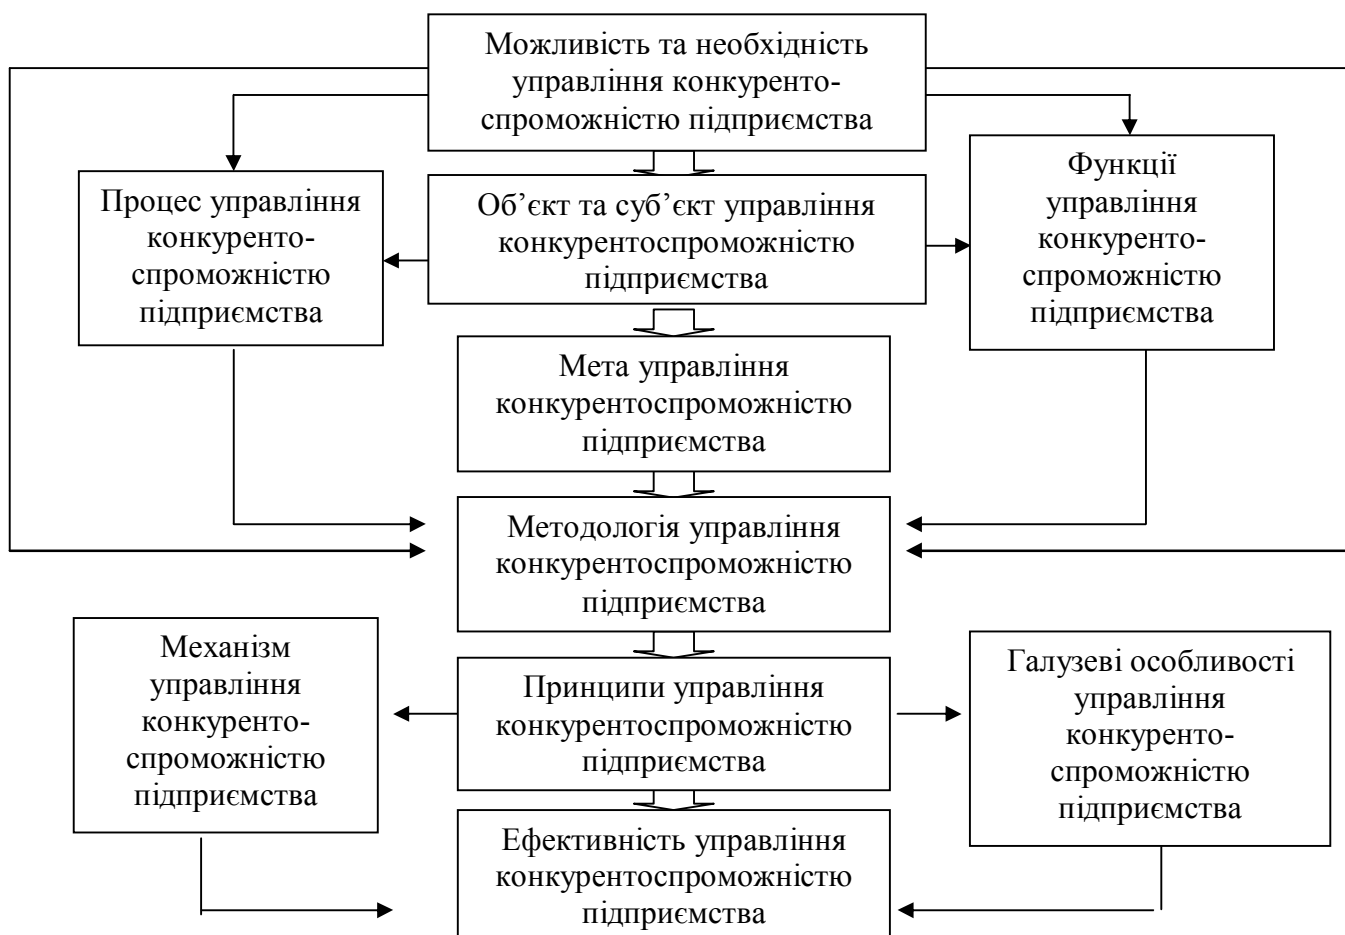 Можливість та необхідність
управління конкуренто-
спроможністю підприємства
Процес управління
конкуренто-
спроможністю
підприємства
Об’єкт та суб’єкт управління
конкурентоспроможністю
підприємства
Функції
управління
конкуренто-
спроможністю
підприємства
Мета управління
конкурентоспроможністю
підприємства
Методологія управління
конкурентоспроможністю
підприємства
Механізм
управління
конкуренто-
спроможністю
підприємства
Принципи управління
конкурентоспроможністю
підприємства
Галузеві особливості
управління
конкуренто-
спроможністю
підприємства
Ефективність управління
конкурентоспроможністю
підприємства